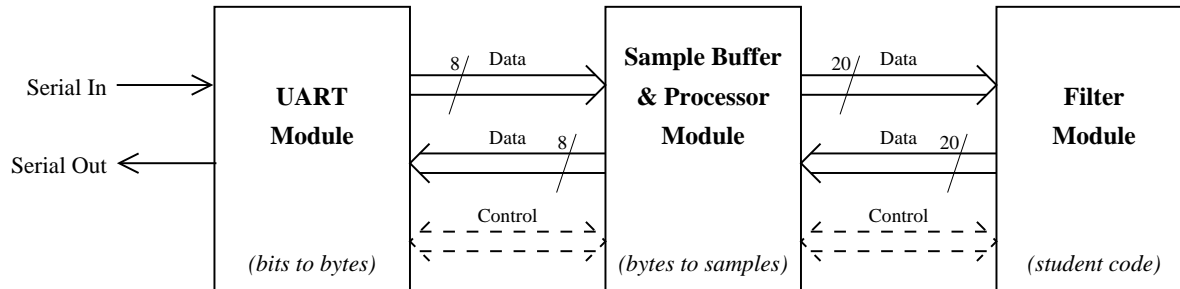 Serial In
Serial Out
UART
Module
(bits to bytes)
8
Data
Data
8
Control
Sample Buffer
& Processor
Module
(bytes to samples)
20
Data
Data
20
Control
Filter
Module
(student code)